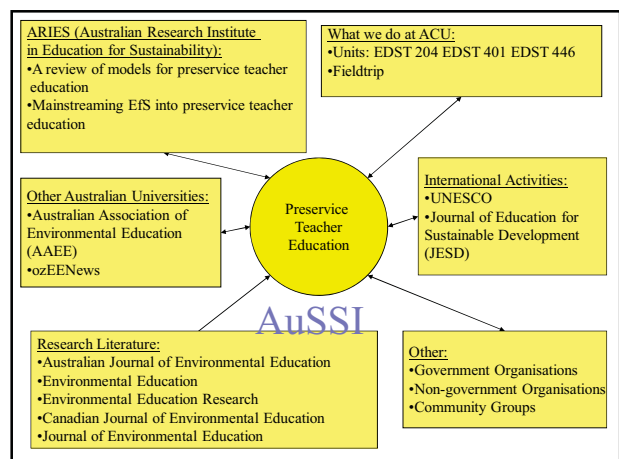 ARIES (Australian Research Institute
in Education for Sustainability):
•A review of models for preservice teacher
education
•Mainstreaming EfS into preservice teacher
education
What we do at ACU:
•Units: EDST 204 EDST 401 EDST 446
•Fieldtrip
Other Australian Universities:
•Australian Association of
Environmental Education
(AAEE)
•ozEENews
Preservice
Teacher
Education
International Activities:
•UNESCO
•Journal of Education for
Sustainable Development
(JESD)
AuSSI
Research Literature:
•Australian Journal of Environmental Education
•Environmental Education
•Environmental Education Research
•Canadian Journal of Environmental Education
•Journal of Environmental Education
Other:
•Government Organisations
•Non-government Organisations
•Community Groups